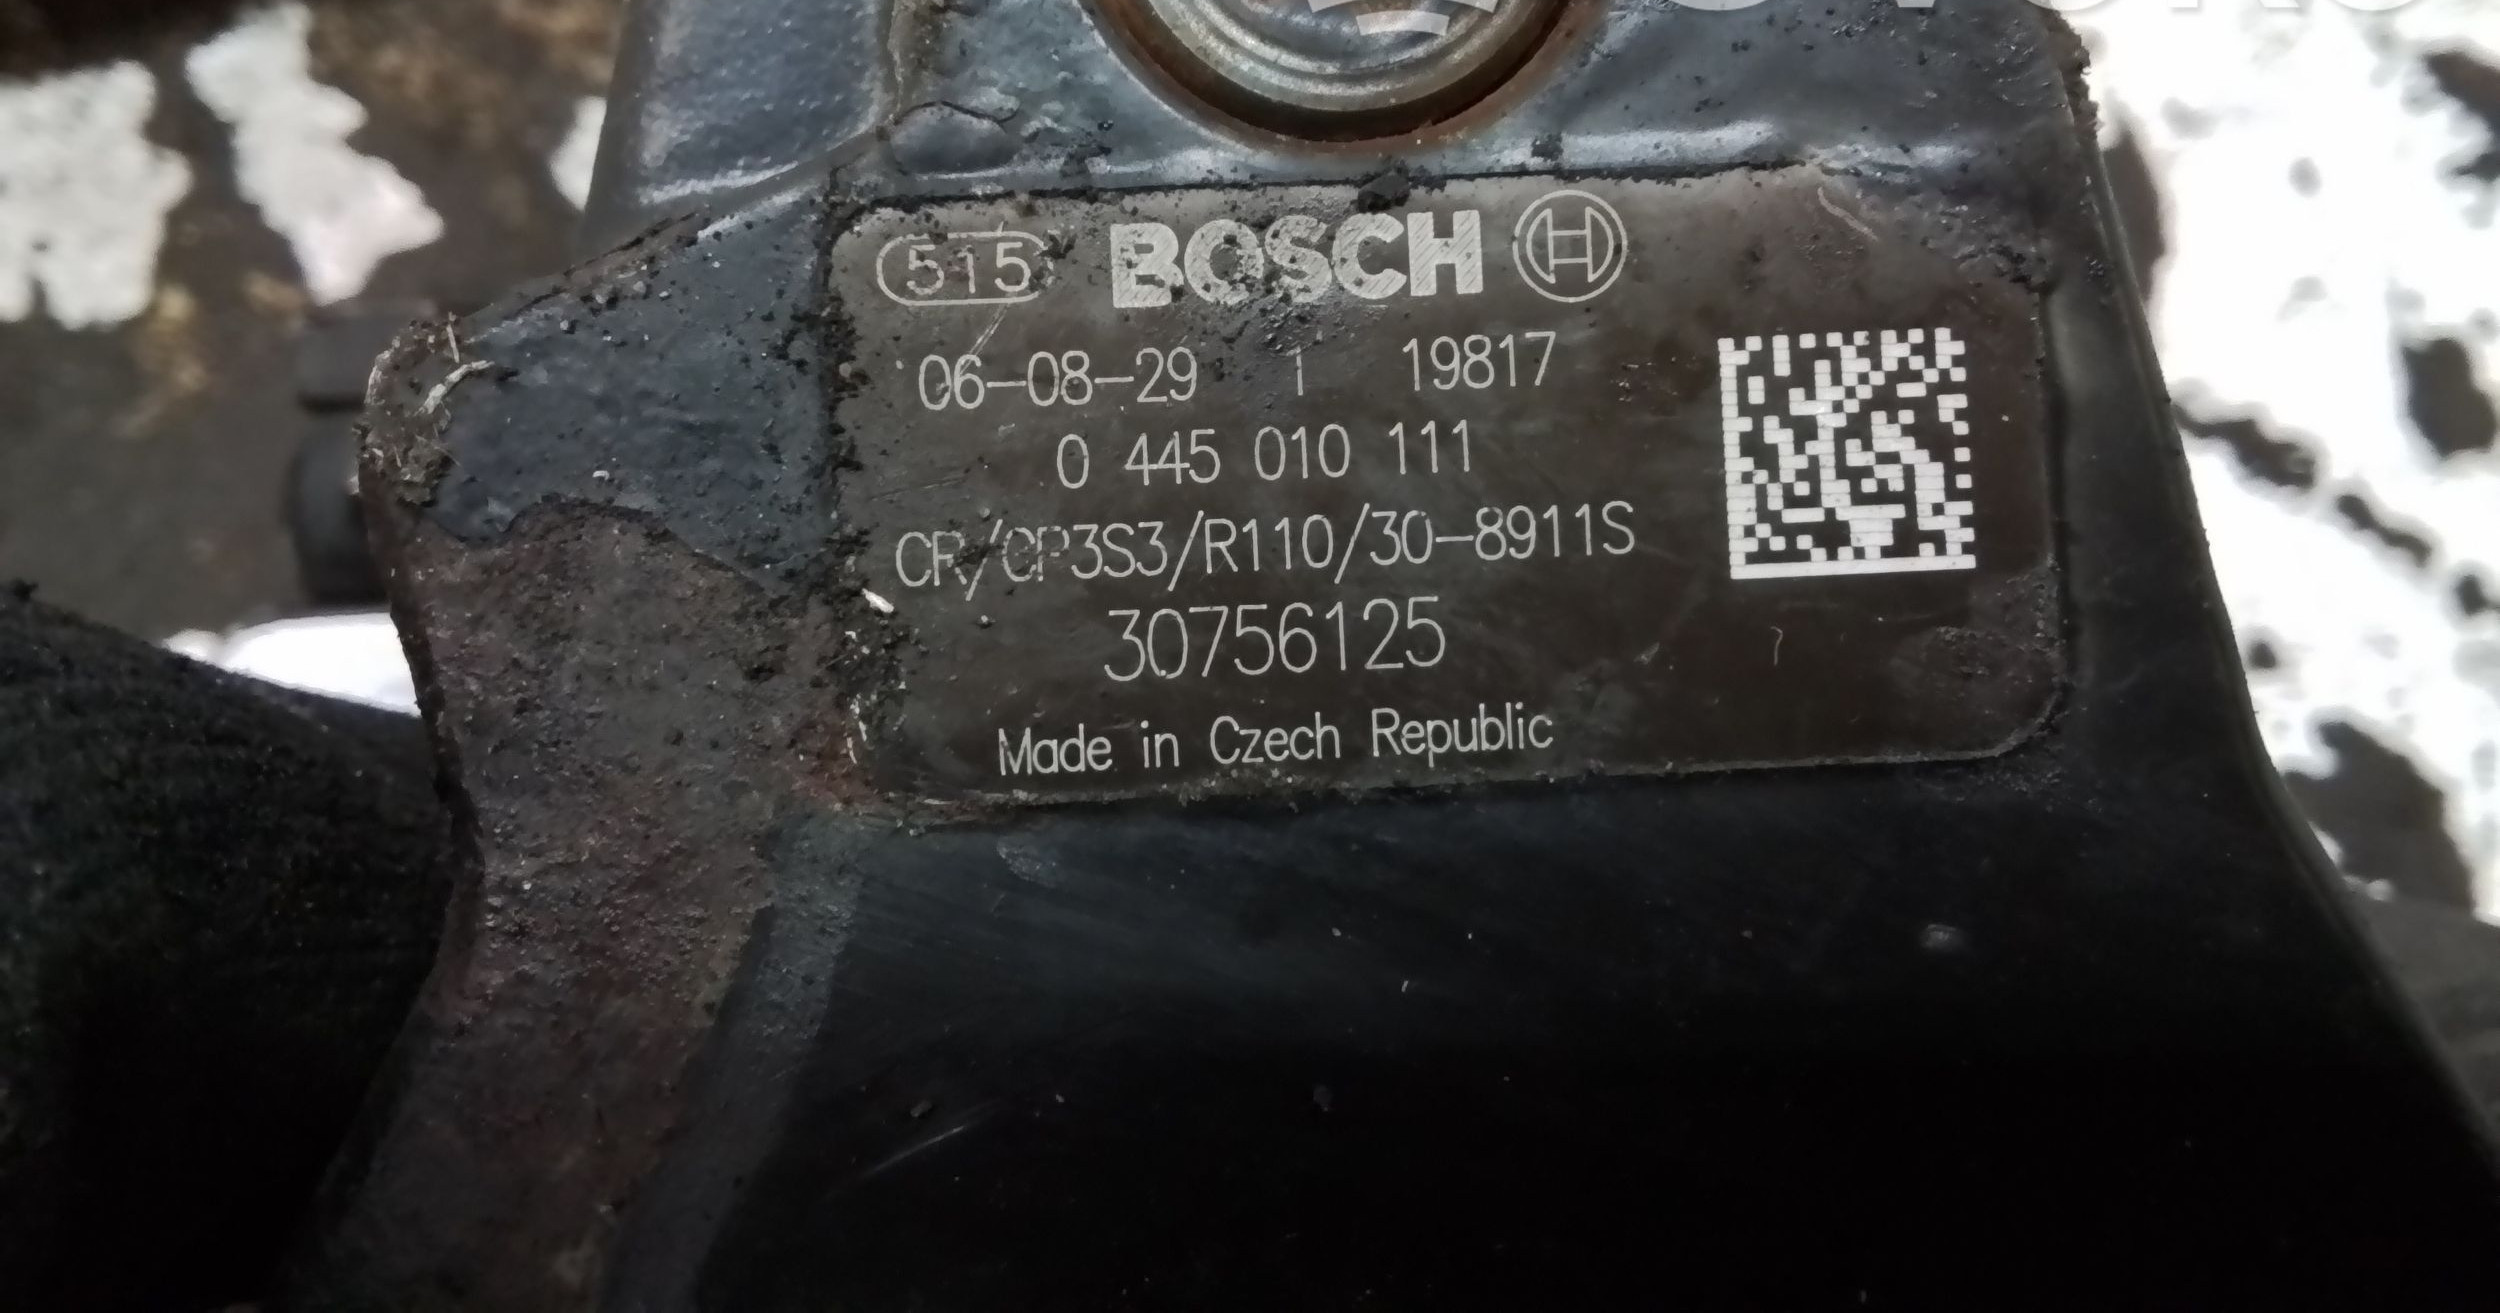 515 BOSCH
06-08-29 1 19817
0 445 010 111
CR/CP3S3/R110/30-8911S
30756125
Made in Czech Republic